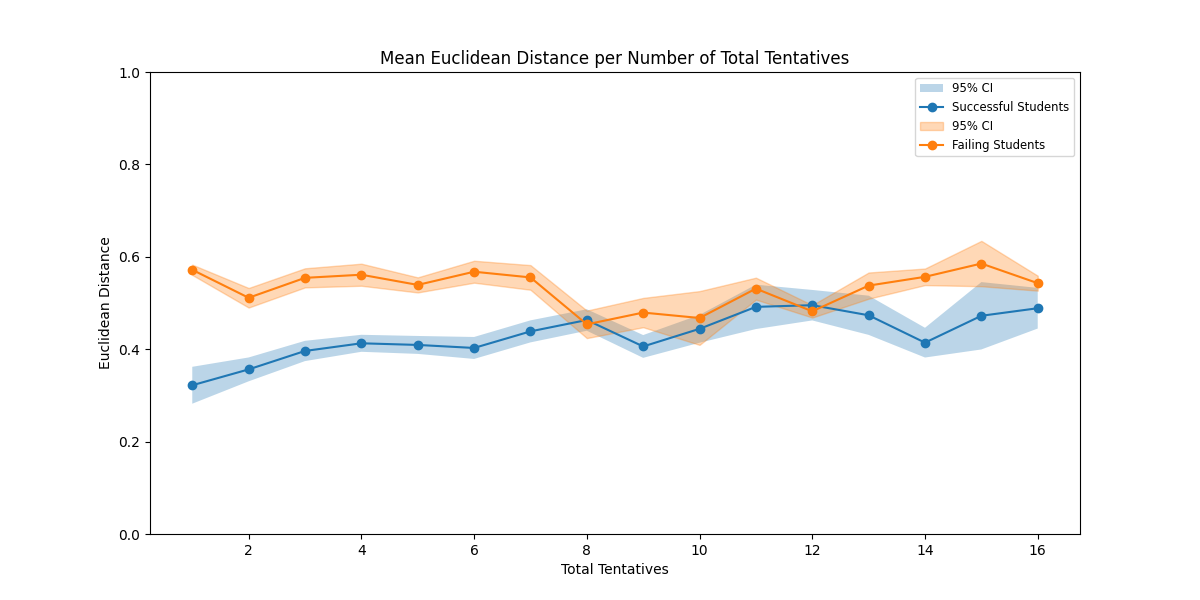 Mean Euclidean Distance per Number of Total Tentatives
95% CI
Successful Students
95% CI
Failing Students
Euclidean Distance
1.0
0.8
0.6
0.4
0.2
0.0
2 4 6 8 10 12 14 16
Total Tentatives